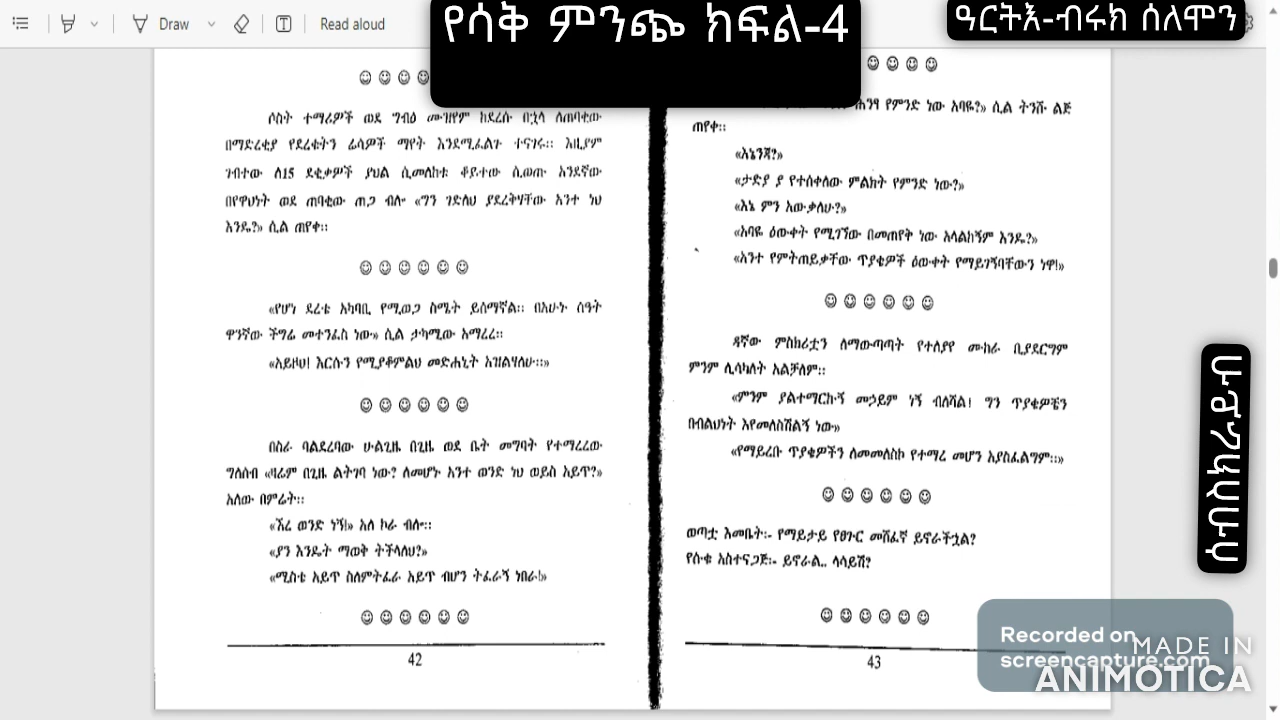 Draw
Read aloud
የሳቅ ምንጭ ክፍል-4
ዓርትእ-ብሩክ ሰለሞን
ሶስት ተማሪዎች ወደ ግብፅ ሙዝየም ከደረሱ በኋላ ለጠባቂው
በማድረቂያ የደረቁትን ሬሳዎች ማየት እንደሚፈልጉ ተናገሩ። እዚያም
ገብተው ለ15 ደቂቃዎች ያህል ሲመለከቱ ቆይተው ሲወጡ አንደኛው
በየዋህነት ወደ ጠባቂው ጠጋ ብሎ «ግን ገድለህ ያደረቅሃቸው አንተ ነህ
እንዴ?» ሲል ጠየቀ።
«የሆነ ደረቴ አካባቢ የሚወጋ ስሜት ይሰማኛል። በአሁኑ ሰዓት
ዋንኛው ችግሬ መተንፈስ ነው» ሲል ታካሚው አማረረ።
«አይዞህ! እርሱን የሚያቆምልህ መድሐኒት አዝልሃለሁ።»
በስራ ባልደረባው ሁልጊዜ በጊዜ ወደ ቤት መግባት የተማረረው
ግለሰብ «ዛሬም በጊዜ ልትገባ ነው? ለመሆኑ አንተ ወንድ ነህ ወይስ አይጥ?»
አለው በምሬት።
«ኧረ ወንድ ነኝ!» አለ ኮራ ብሎ።
«ያን እንዴት ማወቅ ትችላለህ?»
«ሚስቴ አይጥ ስለምትፈራ አይጥ ብሆን ትፈራኝ ነበራ!»
42
ሕንፃ የምንድ ነው አባዬ?» ሲል ትንሹ ልጅ
ጠየቀ።
«እኔንጃ?»
«ታድያ ያ የተሰቀለው ምልክት የምንድ ነው?»
«እኔ ምን አውቃለሁ?»
«አባዬ ዕውቀት የሚገኘው በመጠየቅ ነው አላልከኝም እንዴ?»
«አንተ የምትጠይቃቸው ጥያቄዎች ዕውቀት የማይገኝባቸውን ነዋ!»
ዳኛው ምስክሪቷን ለማውጣጣት የተለያየ ሙከራ ቢያደርግም
ምንም ሊሳካለት አልቻለም።
«ምንም ያልተማርኩኝ መኃይም ነኝ ብለሻል! ግን ጥያቄዎቼን
በብልህነት እየመለስሽልኝ ነው»
«የማይረቡ ጥያቄዎችን ለመመለስኮ የተማረ መሆን አያስፈልግም።»
ወጣቷ እመቤት፡- የማይታይ የፀጉር መሸፈኛ ይኖራችኋል?
የሱቁ አስተናጋጅ፡- ይኖራል.. ላሳይሽ?
43
ሰብስክራይብ
Recorded on
screencapture.com
MADE IN
ANIMOTICA